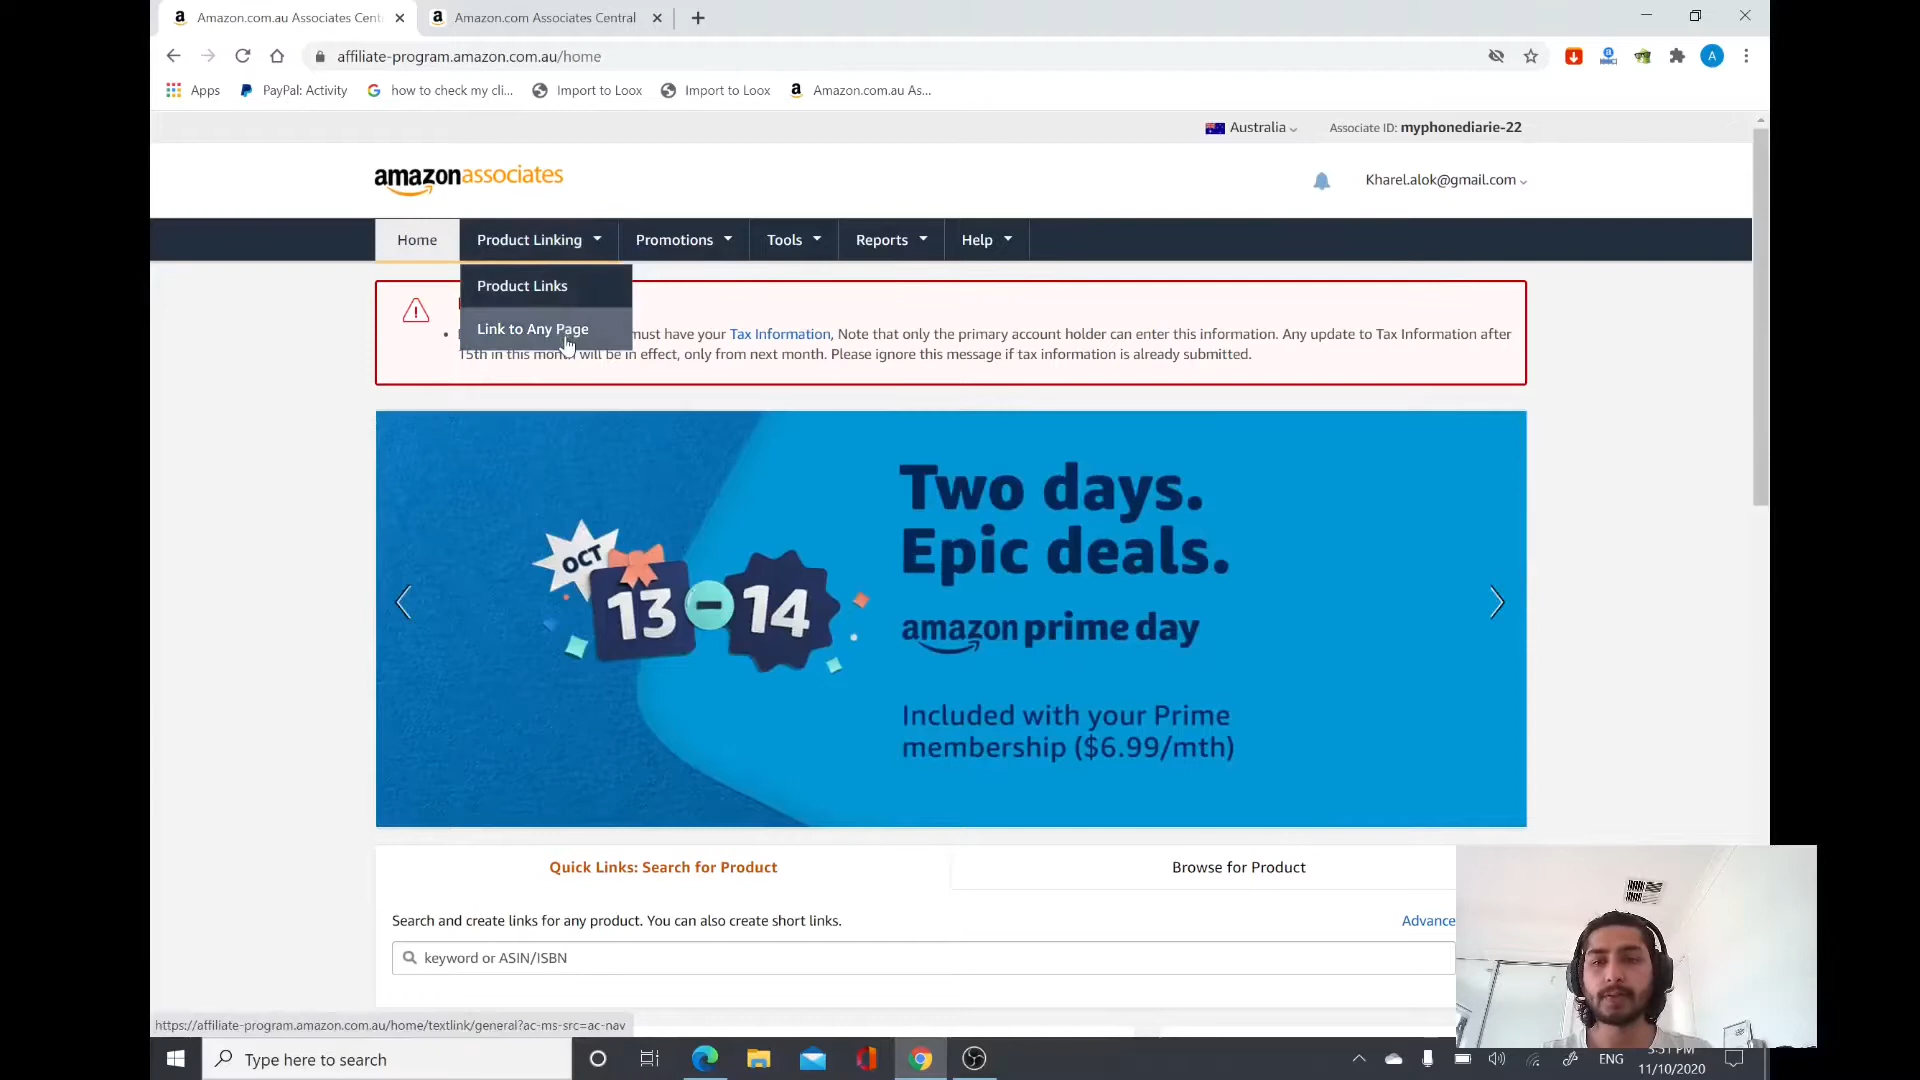 Amazon.com.au Associates Cent
Amazon.com Associates Central
affiliate-program.amazon.com.au/home
Apps
PayPal: Activity
how to check my cli...
Import to Loox
Import to Loox
Amazon.com.au As...
Australia
Associate ID: myphonediarie-22
amazonassociates
Kharel.alok@gmail.com
Home
Product Linking
Promotions
Tools
Reports
Help
Product Links
Link to Any Page
must have your Tax Information, Note that only the primary account holder can enter this information. Any update to Tax Information after
15th in this month will be in effect, only from next month. Please ignore this message if tax information is already submitted.
OCT
13-14
Two days.
Epic deals.
amazon prime day
Included with your Prime
membership ($6.99/mth)
Quick Links: Search for Product
Browse for Product
Search and create links for any product. You can also create short links.
Advance
keyword or ASIN/ISBN
https://affiliate-program.amazon.com.au/home/textlink/general?ac-ms-src=ac-nav
Type here to search
ENG
3:51 PM
11/10/2020